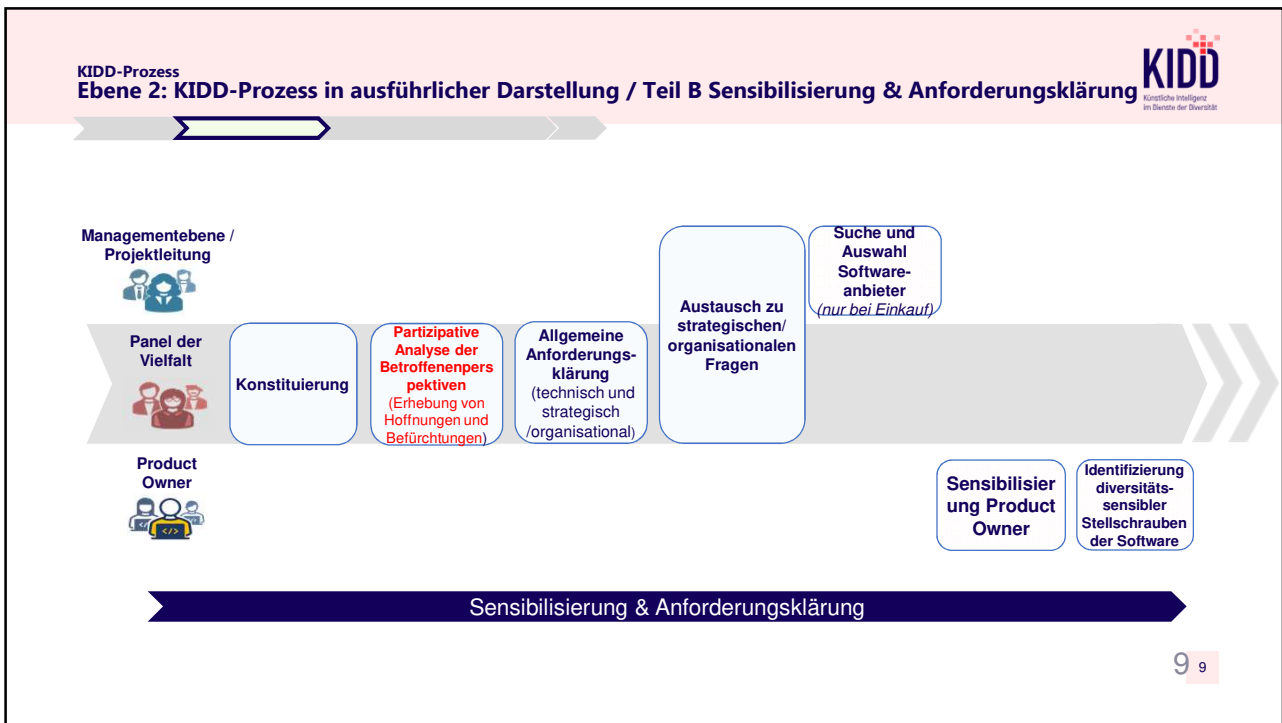 KIDD-Prozess
Ebene 2: KIDD-Prozess in ausführlicher Darstellung / Teil B Sensibilisierung & Anforderungsklärung
KIDD
Künstliche Intelligenz
im Dienste der Diversität
Managementebene /
Projektleitung
Panel der
Vielfalt
Product
Owner
</>
Konstituierung
Partizipative
Analyse der
Betroffenenpers
pektiven
(Erhebung von
Hoffnungen und
Befürchtungen)
Allgemeine
Anforderungs-
klärung
(technisch und
strategisch
/organisational)
Austausch zu
strategischen/
organisationalen
Fragen
Suche und
Auswahl
Software-
anbieter
(nur bei Einkauf)
Sensibilisier
ung Product
Owner
Identifizierung
diversitäts-
sensibler
Stellschrauben
der Software
Sensibilisierung & Anforderungsklärung
9 9